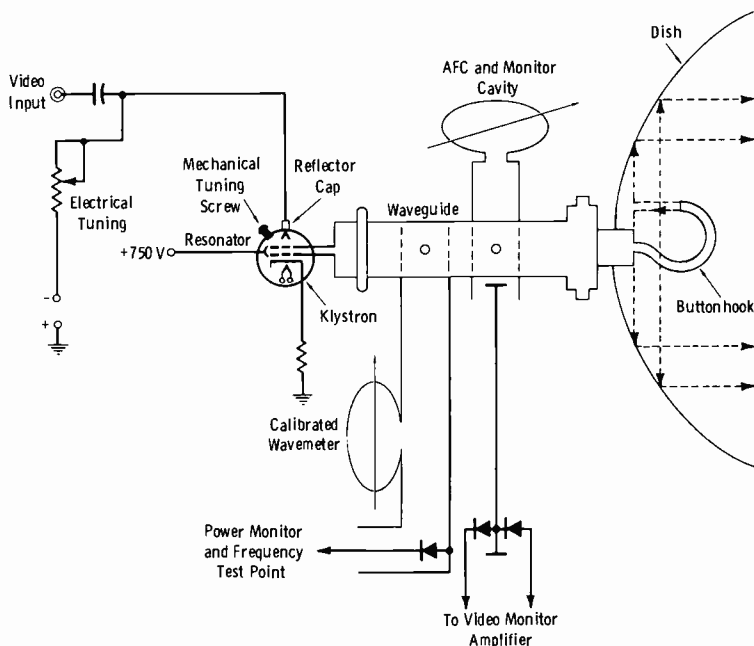 Dish
AFC and Monitor
Cavity
Video
Input
Mechanical
Tuning
Screw
Reflector
Cap
Electrical
Tuning
Waveguide
+750 V
Resonator
Klystron
Buttonhook
-
+
Calibrated
Wavemeter
Power Monitor
and Frequency
Test Point
To Video Monitor
Amplifier